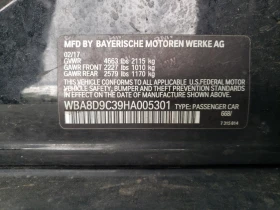 MFD BY BAYERISCHE MOTOREN WERKE AG
02/17
GVWR 4663 lbs 2115 kg
GAWR FRONT 2227 lbs 1010 kg
GAWR REAR 2579 lbs 1170 kg
THIS VEHICLE CONFORMS TO ALL APPLICABLE U.S. FEDERAL
MOTOR VEHICLE SAFETY, BUMPER AND THEFT PREVENTION
STANDARDS IN EFFECT ON THE DATE OF MANUFACTURE SHOWN ABOVE.
WBA8D9C39HA005301 TYPE: PASSENGER CAR